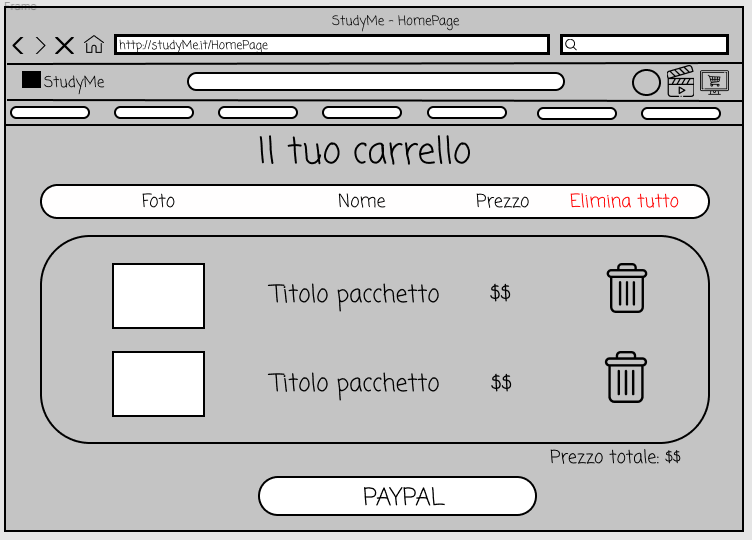 Frame
StudyMe - HomePage
http://studyMe.it/HomePage
StudyMe
Il tuo carrello
Foto Nome Prezzo Elimina tutto
Titolo pacchetto $$
Titolo pacchetto $$
Prezzo totale: $$
PAYPAL